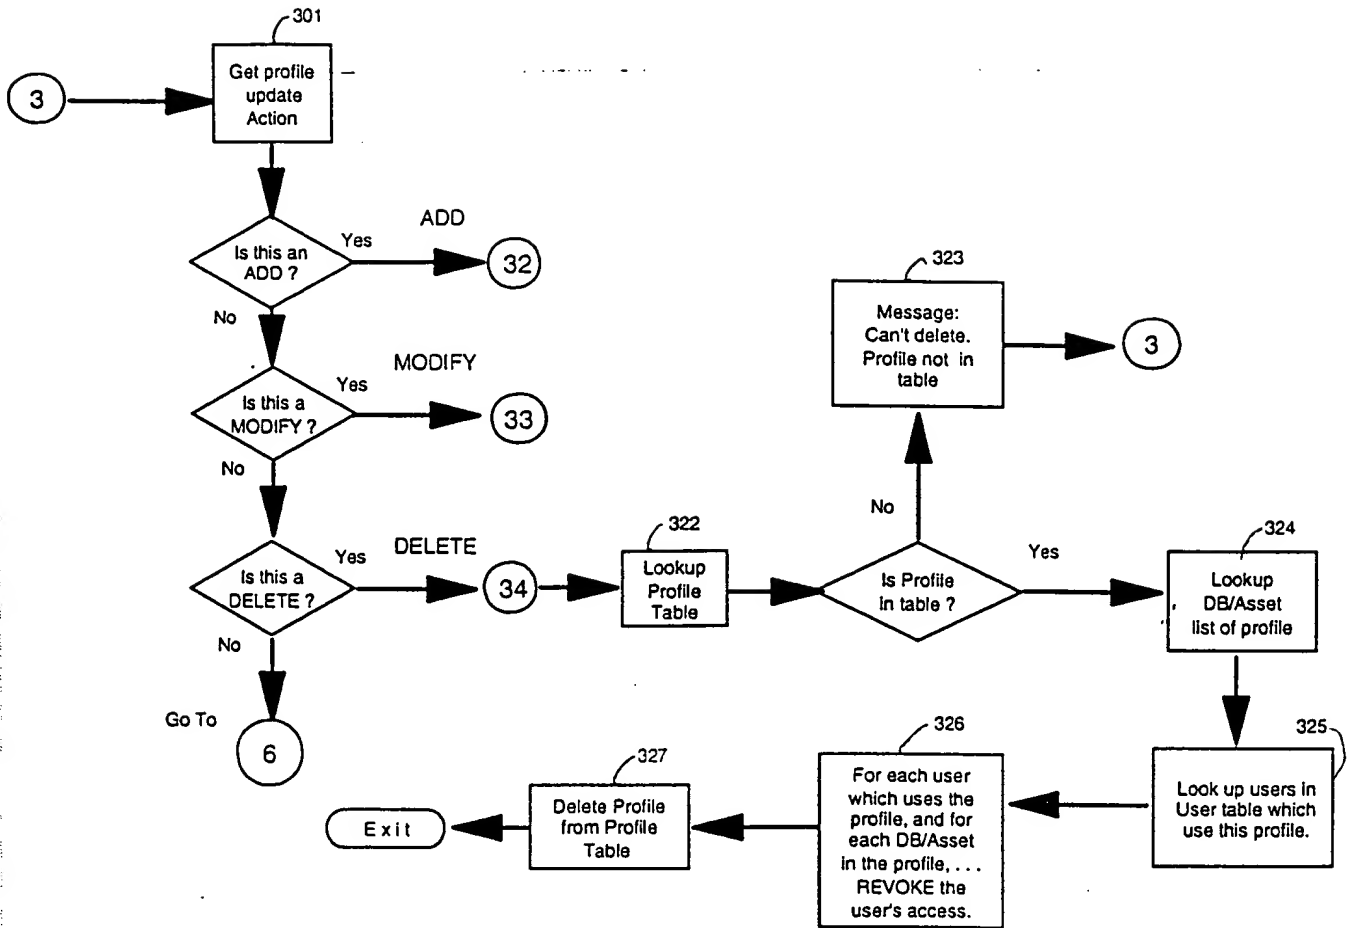 301
Get profile
update
Action
3
Is this an
ADD ?
Yes
ADD
32
No
Is this a
MODIFY ?
Yes
MODIFY
33
No
Is this a
DELETE ?
Yes
DELETE
34
No
Go To
6
322
Lookup
Profile
Table
Is Profile
In table ?
No
323
Message:
Can't delete.
Profile not in
table
3
Yes
324
Lookup
DB/Asset
list of profile
325
Look up users in
User table which
use this profile.
326
For each user
which uses the
profile, and for
each DB/Asset
in the profile, . . .
REVOKE the
user's access.
327
Delete Profile
from Profile
Table
Exit